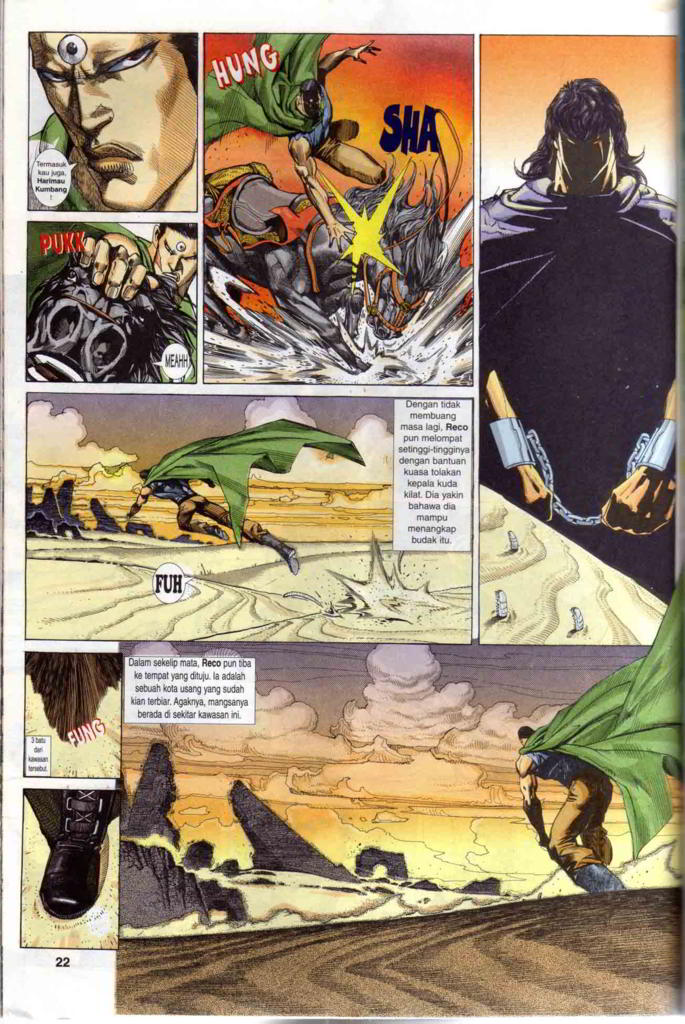 Termasuk
kau juga,
Harimau
Kumbang
!
HUNG
SHA
PUKK
MEAHH
Dengan tidak
membuang
masa lagi, Reco
pun melompat
setinggi-tingginya
dengan bantuan
kuasa tolakan
kepala kuda
kilat. Dia yakin
bahawa dia
mampu
menangkap
budak itu.
FUH
Dalam sekelip mata, Reco pun tiba
ke tempat yang dituju. Ia adalah
sebuah kota usang yang sudah
kian terbiar. Agaknya, mangsanya
berada di sekitar kawasan ini.
FUNG
3 batu
dari
kawasan
tersebut.
22